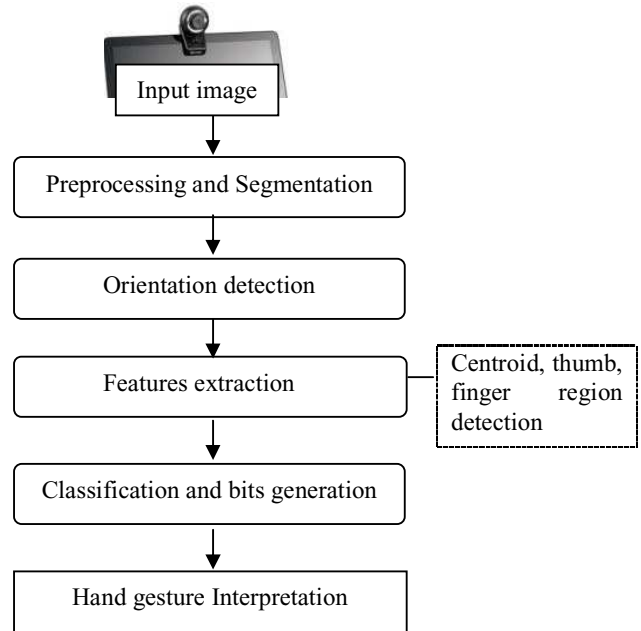 Input image
Preprocessing and Segmentation
Orientation detection
Features extraction
Centroid, thumb,
finger region
detection
Classification and bits generation
Hand gesture Interpretation